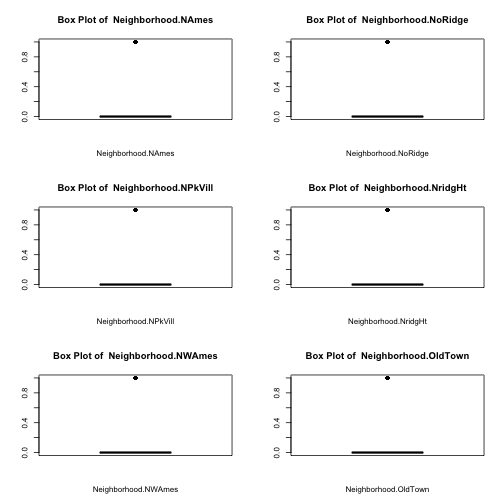 Box Plot of  Neighborhood.NAmes
0.8
0.4
0.0
Neighborhood.NAmes
Box Plot of  Neighborhood.NoRidge
0.8
0.4
0.0
Neighborhood.NoRidge
Box Plot of  Neighborhood.NPkVill
0.8
0.4
0.0
Neighborhood.NPkVill
Box Plot of  Neighborhood.NridgHt
0.8
0.4
0.0
Neighborhood.NridgHt
Box Plot of  Neighborhood.NWAmes
0.8
0.4
0.0
Neighborhood.NWAmes
Box Plot of  Neighborhood.OldTown
0.8
0.4
0.0
Neighborhood.OldTown